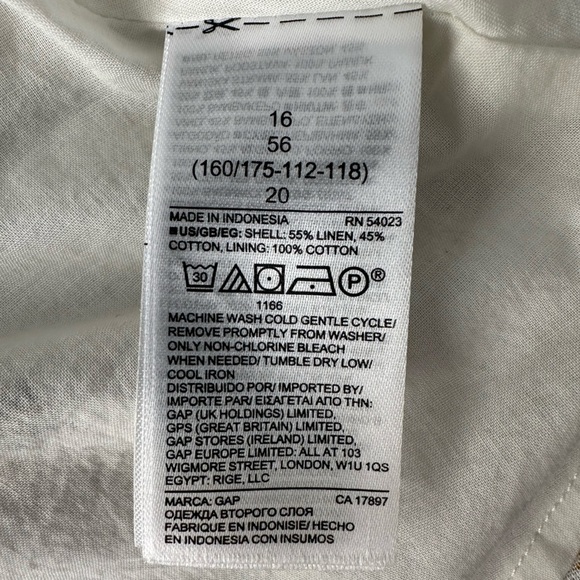 16
56
(160/175-112-118)
20
MADE IN INDONESIA RN 54023
■US/GB/EG: SHELL: 55% LINEN, 45%
COTTON, LINING: 100% COTTON
30 P ®
1166
MACHINE WASH COLD GENTLE CYCLE/
REMOVE PROMPTLY FROM WASHER/
ONLY NON-CHLORINE BLEACH
WHEN NEEDED/ TUMBLE DRY LOW/
COOL IRON
DISTRIBUIDO POR/ IMPORTED BY/
IMPORTE PAR/ ΕΙΣΑΓΕΤΑΙ ΑΠΟ ΤΗΝ:
GAP (UK HOLDINGS) LIMITED,
GPS (GREAT BRITAIN) LIMITED,
GAP STORES (IRELAND) LIMITED,
GAP EUROPE LIMITED: ALL AT 103
WIGMORE STREET, LONDON, W1U 1QS
EGYPT: RIGE, LLC
MARCA: GAP CA 17897
ОДЕЖДА ВТОРОГО СЛОЯ
FABRIQUE EN INDONISIE/ HECHO
EN INDONESIA CON INSUMOS